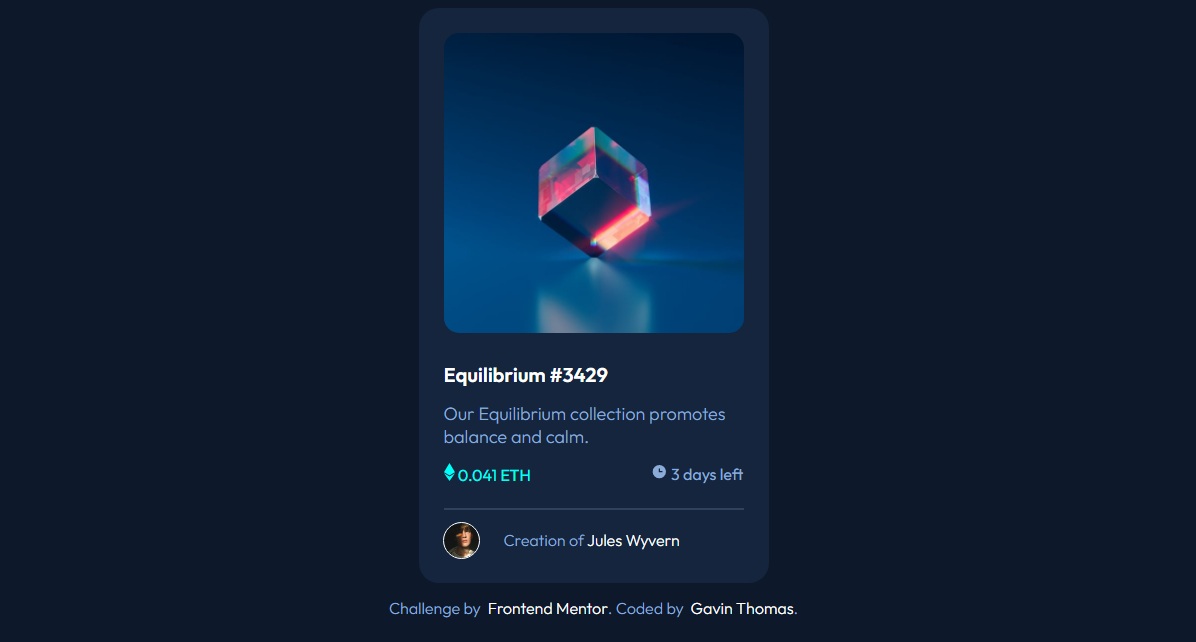 Equilibrium #3429
Our Equilibrium collection promotes
balance and calm.
0.041 ETH 3 days left
Creation of Jules Wyvern
Challenge by Frontend Mentor. Coded by Gavin Thomas.